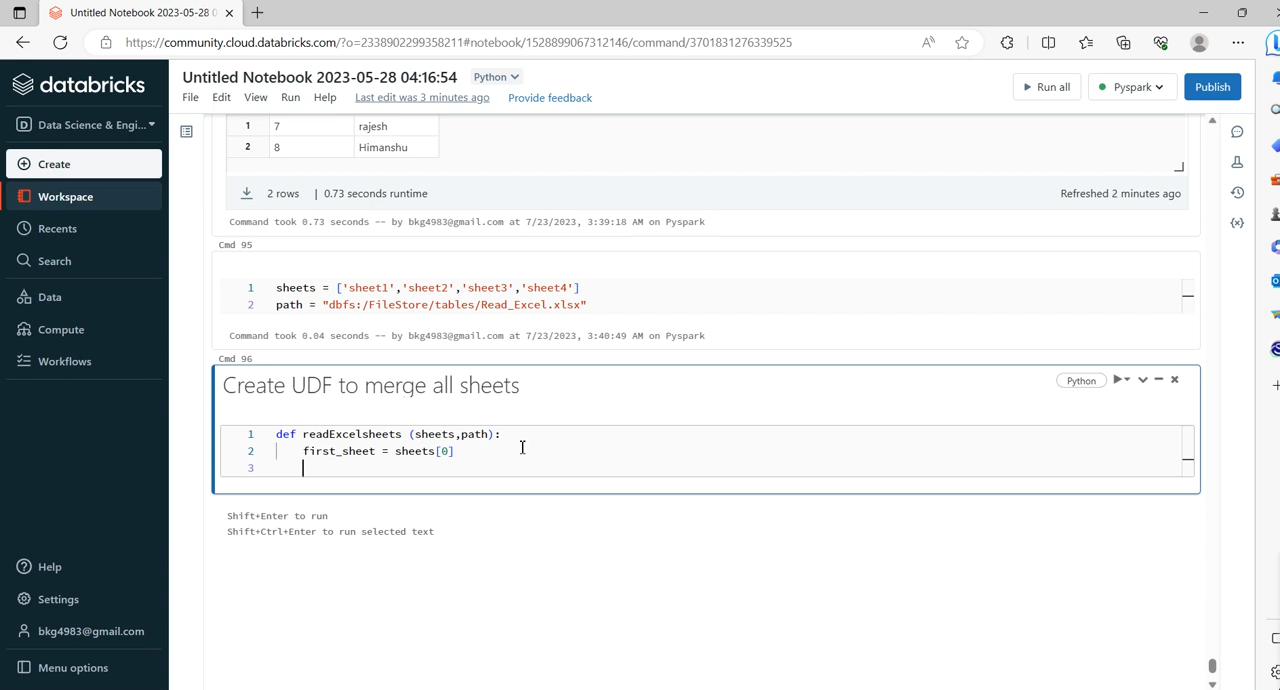 Untitled Notebook 2023-05-28 0
https://community.cloud.databricks.com/?o=2338902299358211#notebook/1528899067312146/command/3701831276339525
databricks
Untitled Notebook 2023-05-28 04:16:54 Python
File Edit View Run Help Last edit was 3 minutes ago Provide feedback
Run all Pyspark Publish
D Data Science & Engi...
Create
Workspace
Recents
Search
Data
Compute
Workflows
Help
Settings
bkg4983@gmail.com
Menu options
1 7 rajesh
2 8 Himanshu
2 rows | 0.73 seconds runtime Refreshed 2 minutes ago
Command took 0.73 seconds -- by bkg4983@gmail.com at 7/23/2023, 3:39:18 AM on Pyspark
Cmd 95
1 sheets = ['sheet1','sheet2','sheet3','sheet4']
2 path = "dbfs:/FileStore/tables/Read_Excel.xlsx"
Command took 0.04 seconds -- by bkg4983@gmail.com at 7/23/2023, 3:40:49 AM on Pyspark
Cmd 96
Create UDF to merge all sheets
Python
1 def readExcelsheets (sheets,path):
2 first_sheet = sheets[0]
3
Shift+Enter to run
Shift+Ctrl+Enter to run selected text